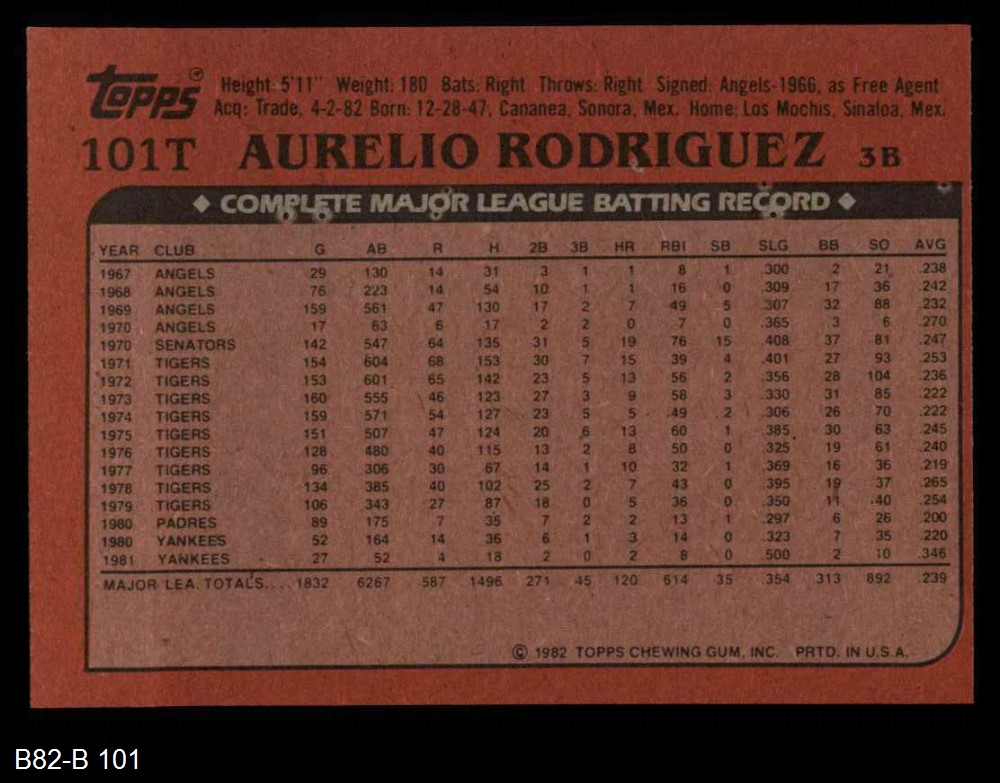 Topps ® Height: 5'11" Weight: 180 Bats: Right Throws: Right Signed: Angels-1966, as Free Agent
Acq: Trade, 4-2-82 Born: 12-28-47, Cananea, Sonora, Mex. Home: Los Mochis, Sinaloa, Mex.
101T AURELIO RODRIGUEZ 3B
◆ COMPLETE MAJOR LEAGUE BATTING RECORD ◆
YEAR CLUB G AB R H 2B 3B HR RBI SB SLG BB SO AVG
1967 ANGELS 29 130 14 31 3 1 1 8 1 .300 2 21 .238
1968 ANGELS 76 223 14 54 10 1 1 16 0 .309 17 36 .242
1969 ANGELS 159 561 47 130 17 2 7 49 5 .307 32 88 .232
1970 ANGELS 17 63 6 17 2 2 0 7 0 .365 3 6 .270
1970 SENATORS 142 547 64 135 31 5 19 76 15 .408 37 81 .247
1971 TIGERS 154 604 68 153 30 7 15 39 4 .401 27 93 .253
1972 TIGERS 153 601 65 142 23 5 13 56 2 .356 28 104 .236
1973 TIGERS 160 555 46 123 27 3 9 58 3 .330 31 85 .222
1974 TIGERS 159 571 54 127 23 5 5 49 2 .306 26 70 .222
1975 TIGERS 151 507 47 124 20 6 13 60 1 .385 30 63 .245
1976 TIGERS 128 480 40 115 13 2 8 50 0 .325 19 61 .240
1977 TIGERS 96 306 30 67 14 1 10 32 1 .369 16 36 .219
1978 TIGERS 134 385 40 102 25 2 7 43 0 .395 19 37 .265
1979 TIGERS 106 343 27 87 18 0 5 36 0 .350 11 40 .254
1980 PADRES 89 175 7 35 7 2 2 13 1 .297 6 26 .200
1980 YANKEES 52 164 14 36 6 1 3 14 0 .323 7 35 .220
1981 YANKEES 27 52 4 18 2 0 2 8 0 .500 2 10 .346
MAJOR LEA. TOTALS... 1832 6267 587 1496 271 45 120 614 35 .354 313 892 .239
© 1982 TOPPS CHEWING GUM, INC. PRTD. IN U.S.A.
B82-B 101